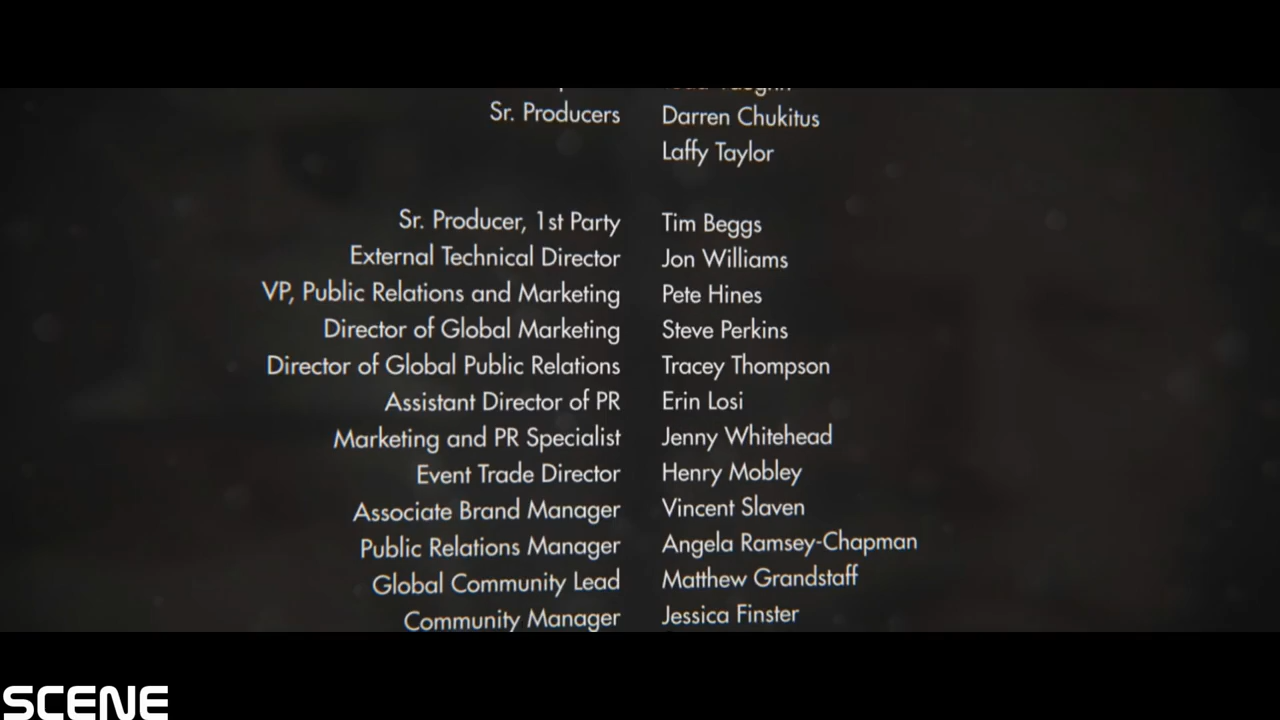 Sr. Producers Darren Chukitus
Laffy Taylor
Sr. Producer, 1st Party Tim Beggs
External Technical Director Jon Williams
VP, Public Relations and Marketing Pete Hines
Director of Global Marketing Steve Perkins
Director of Global Public Relations Tracey Thompson
Assistant Director of PR Erin Losi
Marketing and PR Specialist Jenny Whitehead
Event Trade Director Henry Mobley
Associate Brand Manager Vincent Slaven
Public Relations Manager Angela Ramsey-Chapman
Global Community Lead Matthew Grandstaff
Community Manager Jessica Finster
SCENE